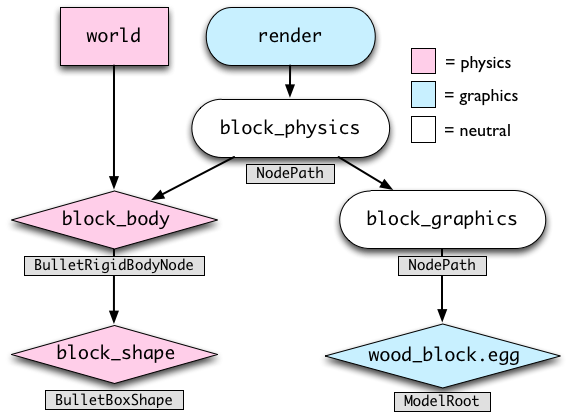 world
render
= physics
= graphics
= neutral
block_physics
NodePath
block_body
BulletRigidBodyNode
block_graphics
NodePath
block_shape
BulletBoxShape
wood_block.egg
ModelRoot